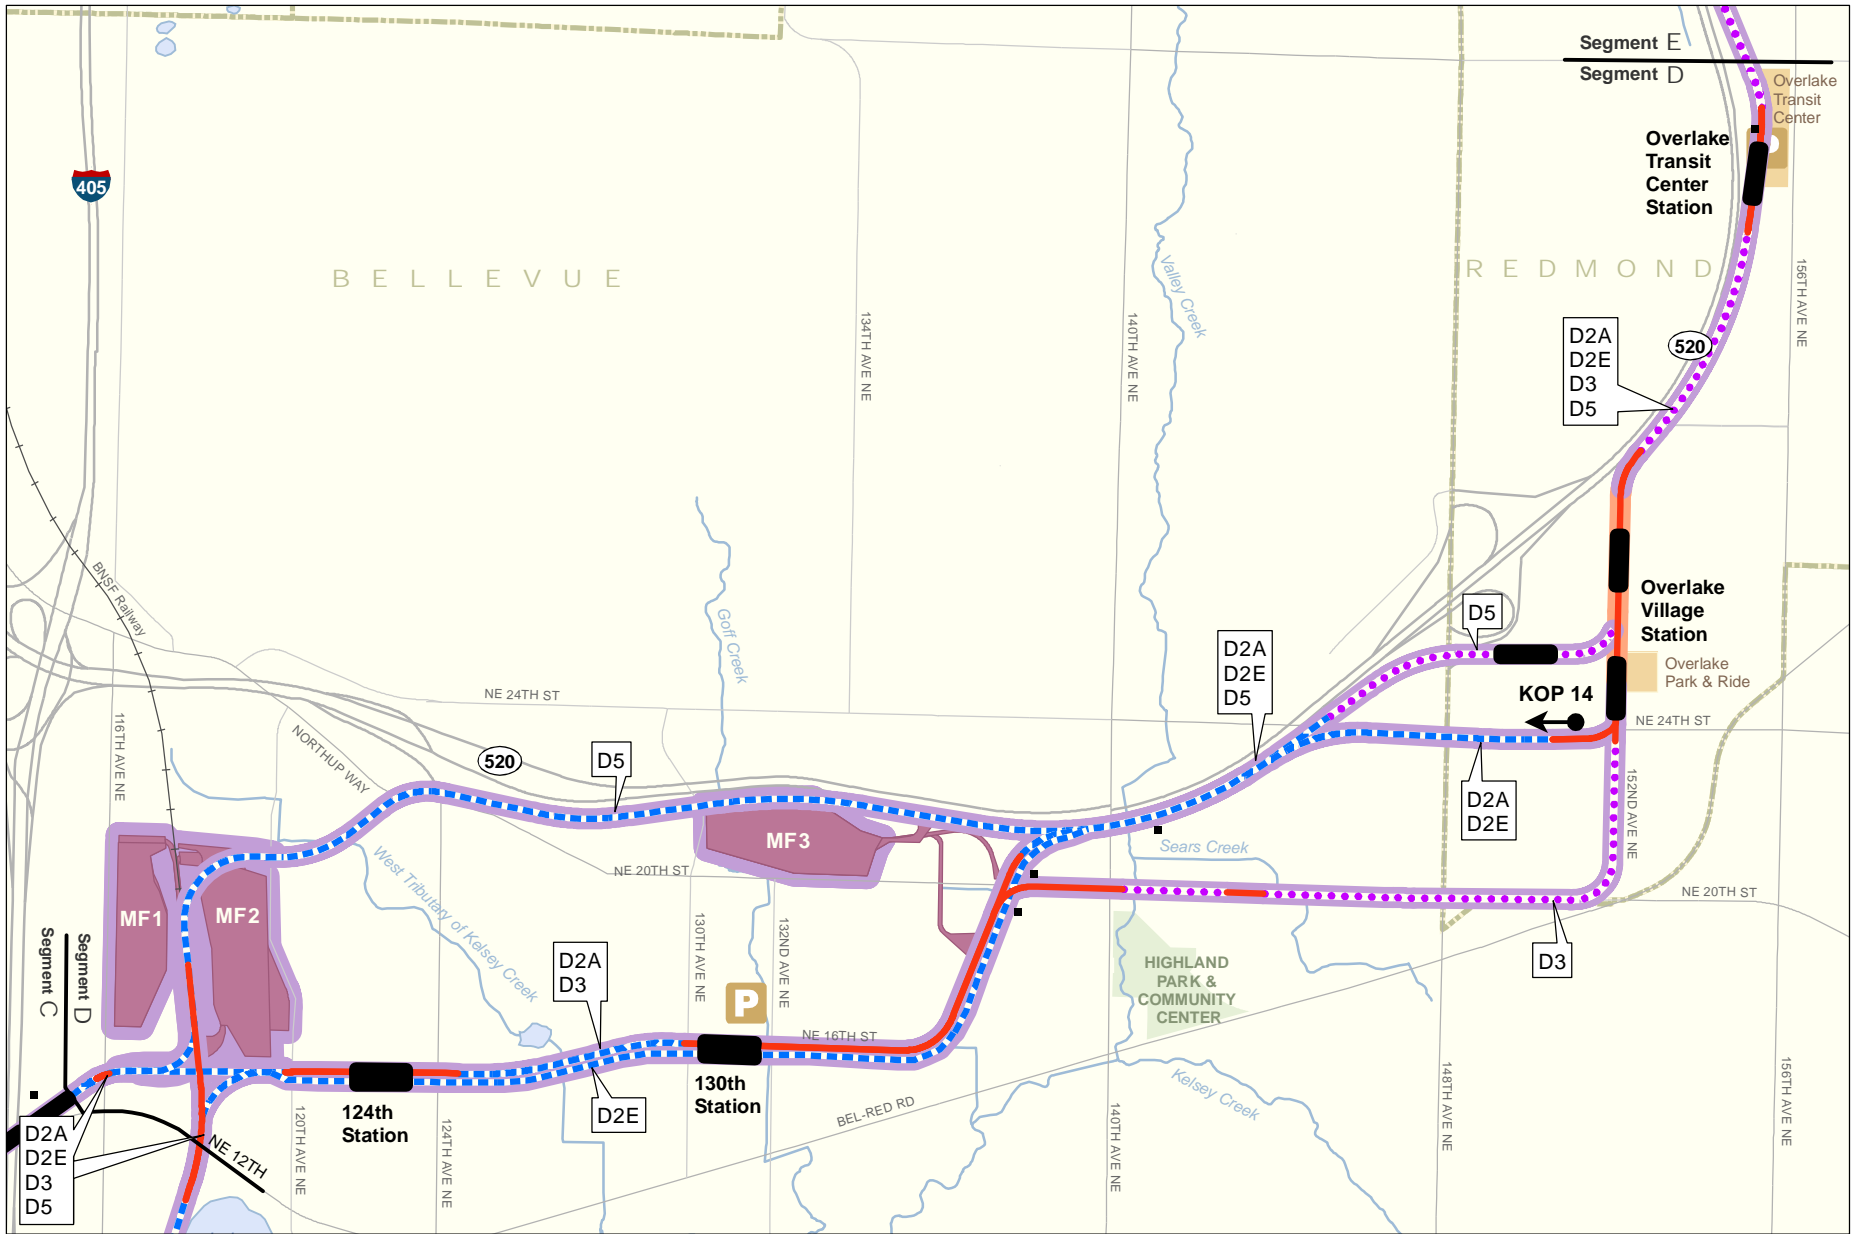 Segment E
Segment D
Overlake
Transit
Center
Overlake
Transit
Center
Station
405
BELLEVUE
REDMOND
Valley Creek
134TH AVE NE
140TH AVE NE
156TH AVE NE
520
D2A
D2E
D3
D5
BNSF Railway
Goff Creek
D5
Overlake
Village
Station
D2A
D2E
D5
Overlake
Park & Ride
KOP 14
NE 24TH ST
NE 24TH ST
116TH AVE NE
NORTHUP WAY
520
D5
152ND AVE NE
D2A
D2E
MF3
Sears Creek
West Tributary of Kelsey Creek
NE 20TH ST
NE 20TH ST
MF1
MF2
130TH AVE NE
132ND AVE NE
D3
Segment C
Segment D
D2A
D3
P
HIGHLAND
PARK &
COMMUNITY
CENTER
NE 16TH ST
130th
Station
124th
Station
D2E
BEL-RED RD
Kelsey Creek
148TH AVE NE
156TH AVE NE
D2A
D2E
D3
D5
NE 12TH
120TH AVE NE
124TH AVE NE
140TH AVE NE